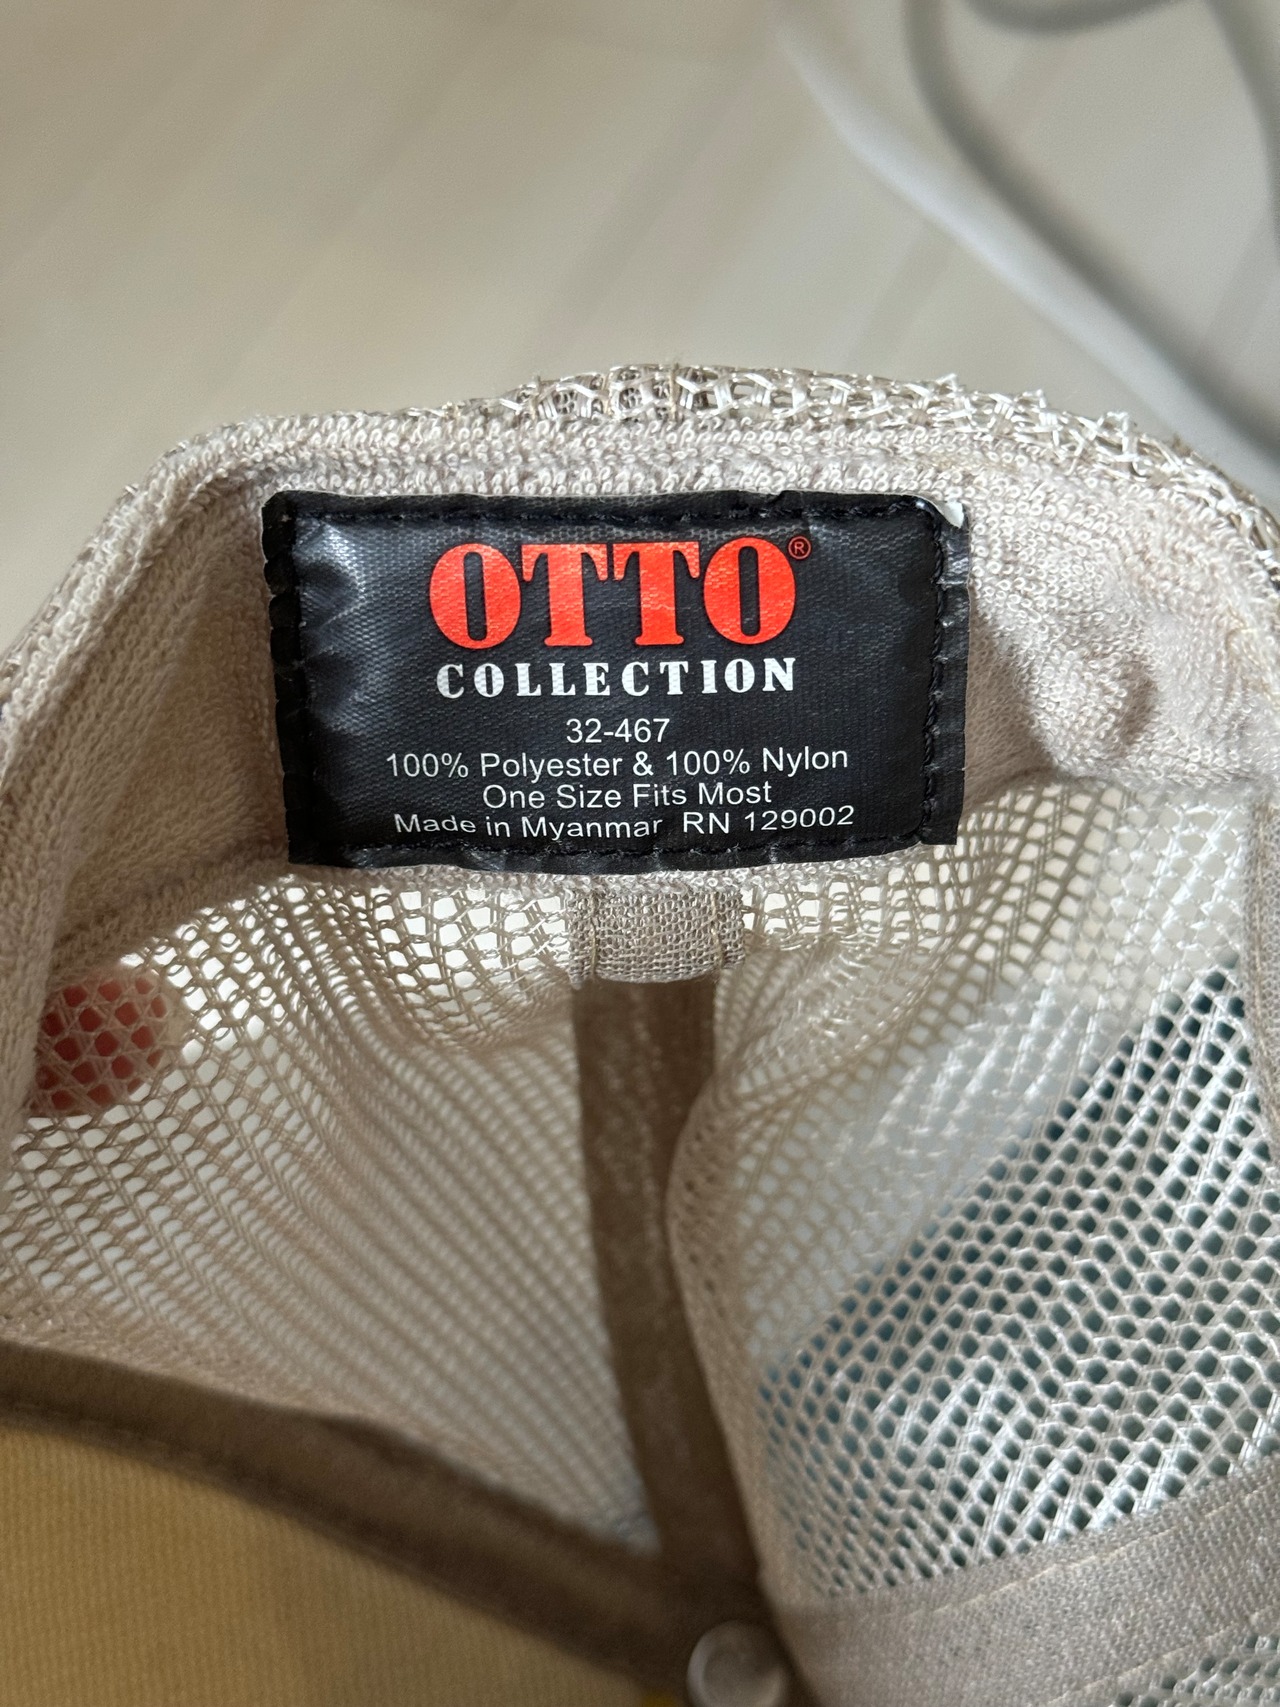 OTTO®
COLLECTION
32-467
100% Polyester & 100% Nylon
One Size Fits Most
Made in Myanmar RN 129002